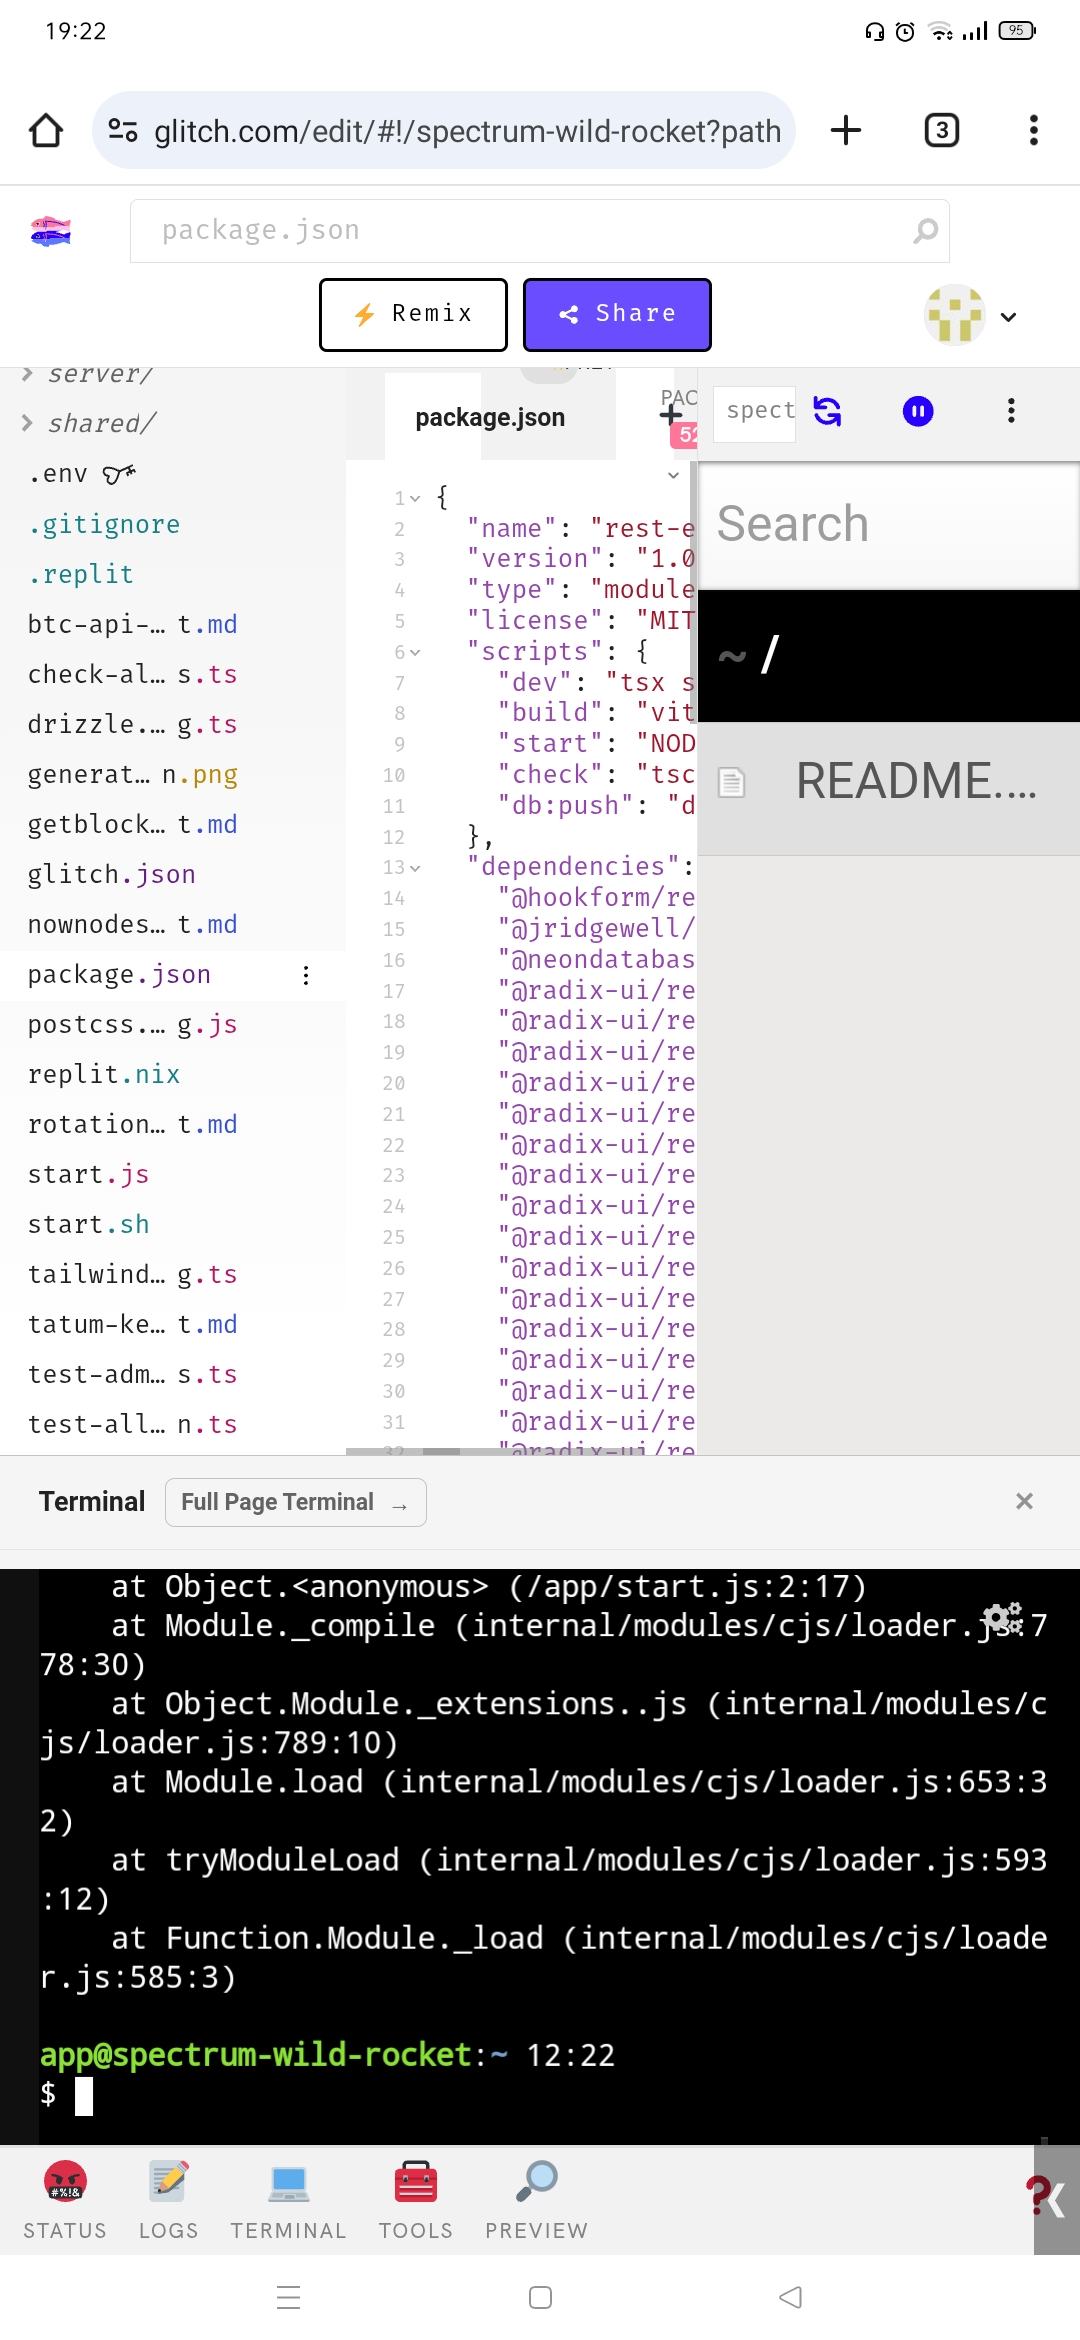 19:22
95
glitch.com/edit/#!/spectrum-wild-rocket?path
3
package.json
Remix
Share
server/
shared/
.env
.gitignore
.replit
btc-api-… t.md
check-al… s.ts
drizzle.… g.ts
generat… n.png
getblock… t.md
glitch.json
nownodes… t.md
package.json
postcss.… g.js
replit.nix
rotation… t.md
start.js
start.sh
tailwind… g.ts
tatum-ke… t.md
test-adm… s.ts
test-all… n.ts
package.json
PAC
52
1 {
2 "name": "rest-e
3 "version": "1.0
4 "type": "module
5 "license": "MIT
6 "scripts": {
7 "dev": "tsx s
8 "build": "vit
9 "start": "NOD
10 "check": "tsc
11 "db:push": "d
12 },
13 "dependencies":
14 "@hookform/re
15 "@jridgewell/
16 "@neondatabas
17 "@radix-ui/re
18 "@radix-ui/re
19 "@radix-ui/re
20 "@radix-ui/re
21 "@radix-ui/re
22 "@radix-ui/re
23 "@radix-ui/re
24 "@radix-ui/re
25 "@radix-ui/re
26 "@radix-ui/re
27 "@radix-ui/re
28 "@radix-ui/re
29 "@radix-ui/re
30 "@radix-ui/re
31 "@radix-ui/re
32 "@radix-ui/re
spect
Search
~ /
README.…
Terminal
Full Page Terminal →
at Object.<anonymous> (/app/start.js:2:17)
at Module._compile (internal/modules/cjs/loader.js:7
78:30)
at Object.Module._extensions..js (internal/modules/c
js/loader.js:789:10)
at Module.load (internal/modules/cjs/loader.js:653:3
2)
at tryModuleLoad (internal/modules/cjs/loader.js:593
:12)
at Function.Module._load (internal/modules/cjs/loade
r.js:585:3)
app@spectrum-wild-rocket:~ 12:22
$
#%!&
STATUS
LOGS
TERMINAL
TOOLS
PREVIEW